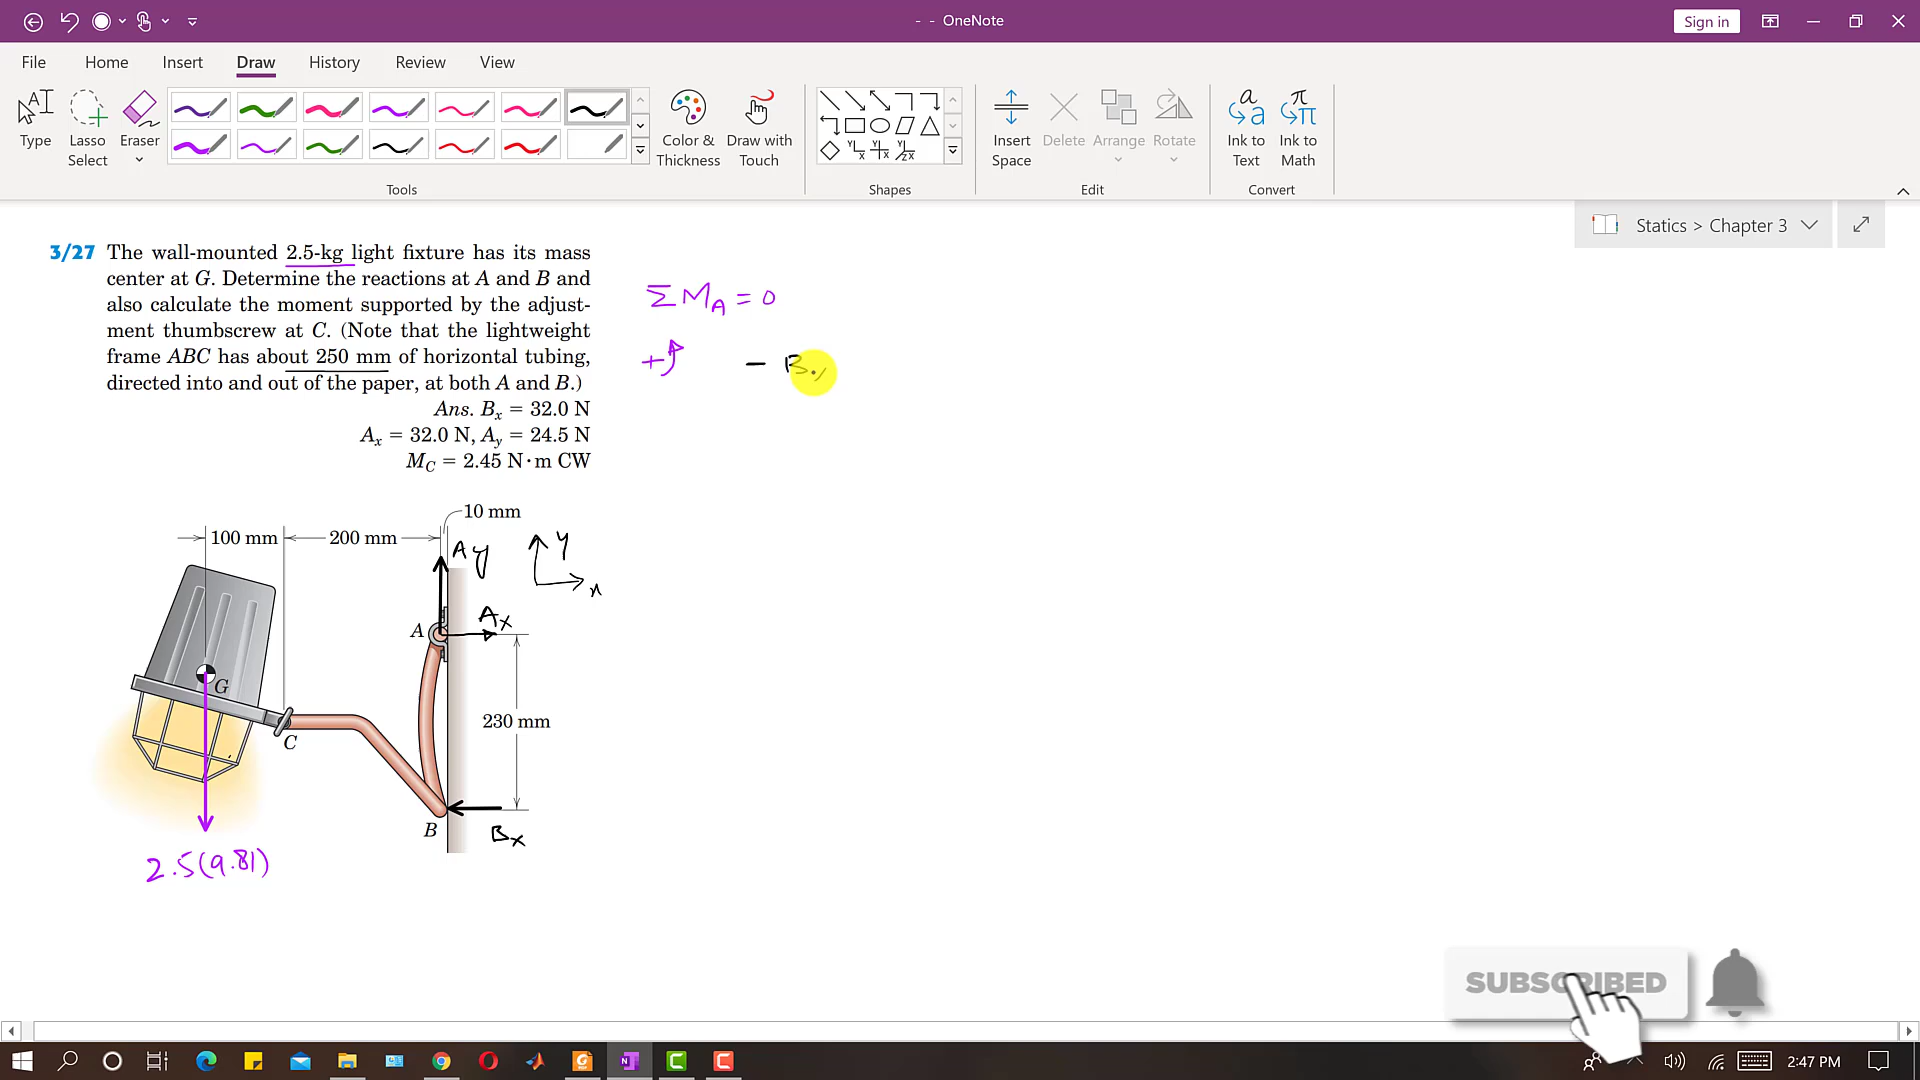 - - OneNote
Sign in
File Home Insert Draw History Review View
Type
Lasso Select
Eraser
Color & Thickness
Draw with Touch
Insert Space
Delete
Arrange
Rotate
Ink to Text
Ink to Math
Tools
Shapes
Edit
Convert
Statics > Chapter 3
3/27 The wall-mounted 2.5-kg light fixture has its mass
center at G. Determine the reactions at A and B and
also calculate the moment supported by the adjust-
ment thumbscrew at C. (Note that the lightweight
frame ABC has about 250 mm of horizontal tubing,
directed into and out of the paper, at both A and B.)
Ans. Bx = 32.0 N
Ax = 32.0 N, Ay = 24.5 N
MC = 2.45 N·m CW
ΣMA = 0
+
- B
10 mm
100 mm
200 mm
Ay
y
x
A
Ax
G
230 mm
C
B
Bx
2.5(9.81)
SUBSCRIBED
2:47 PM